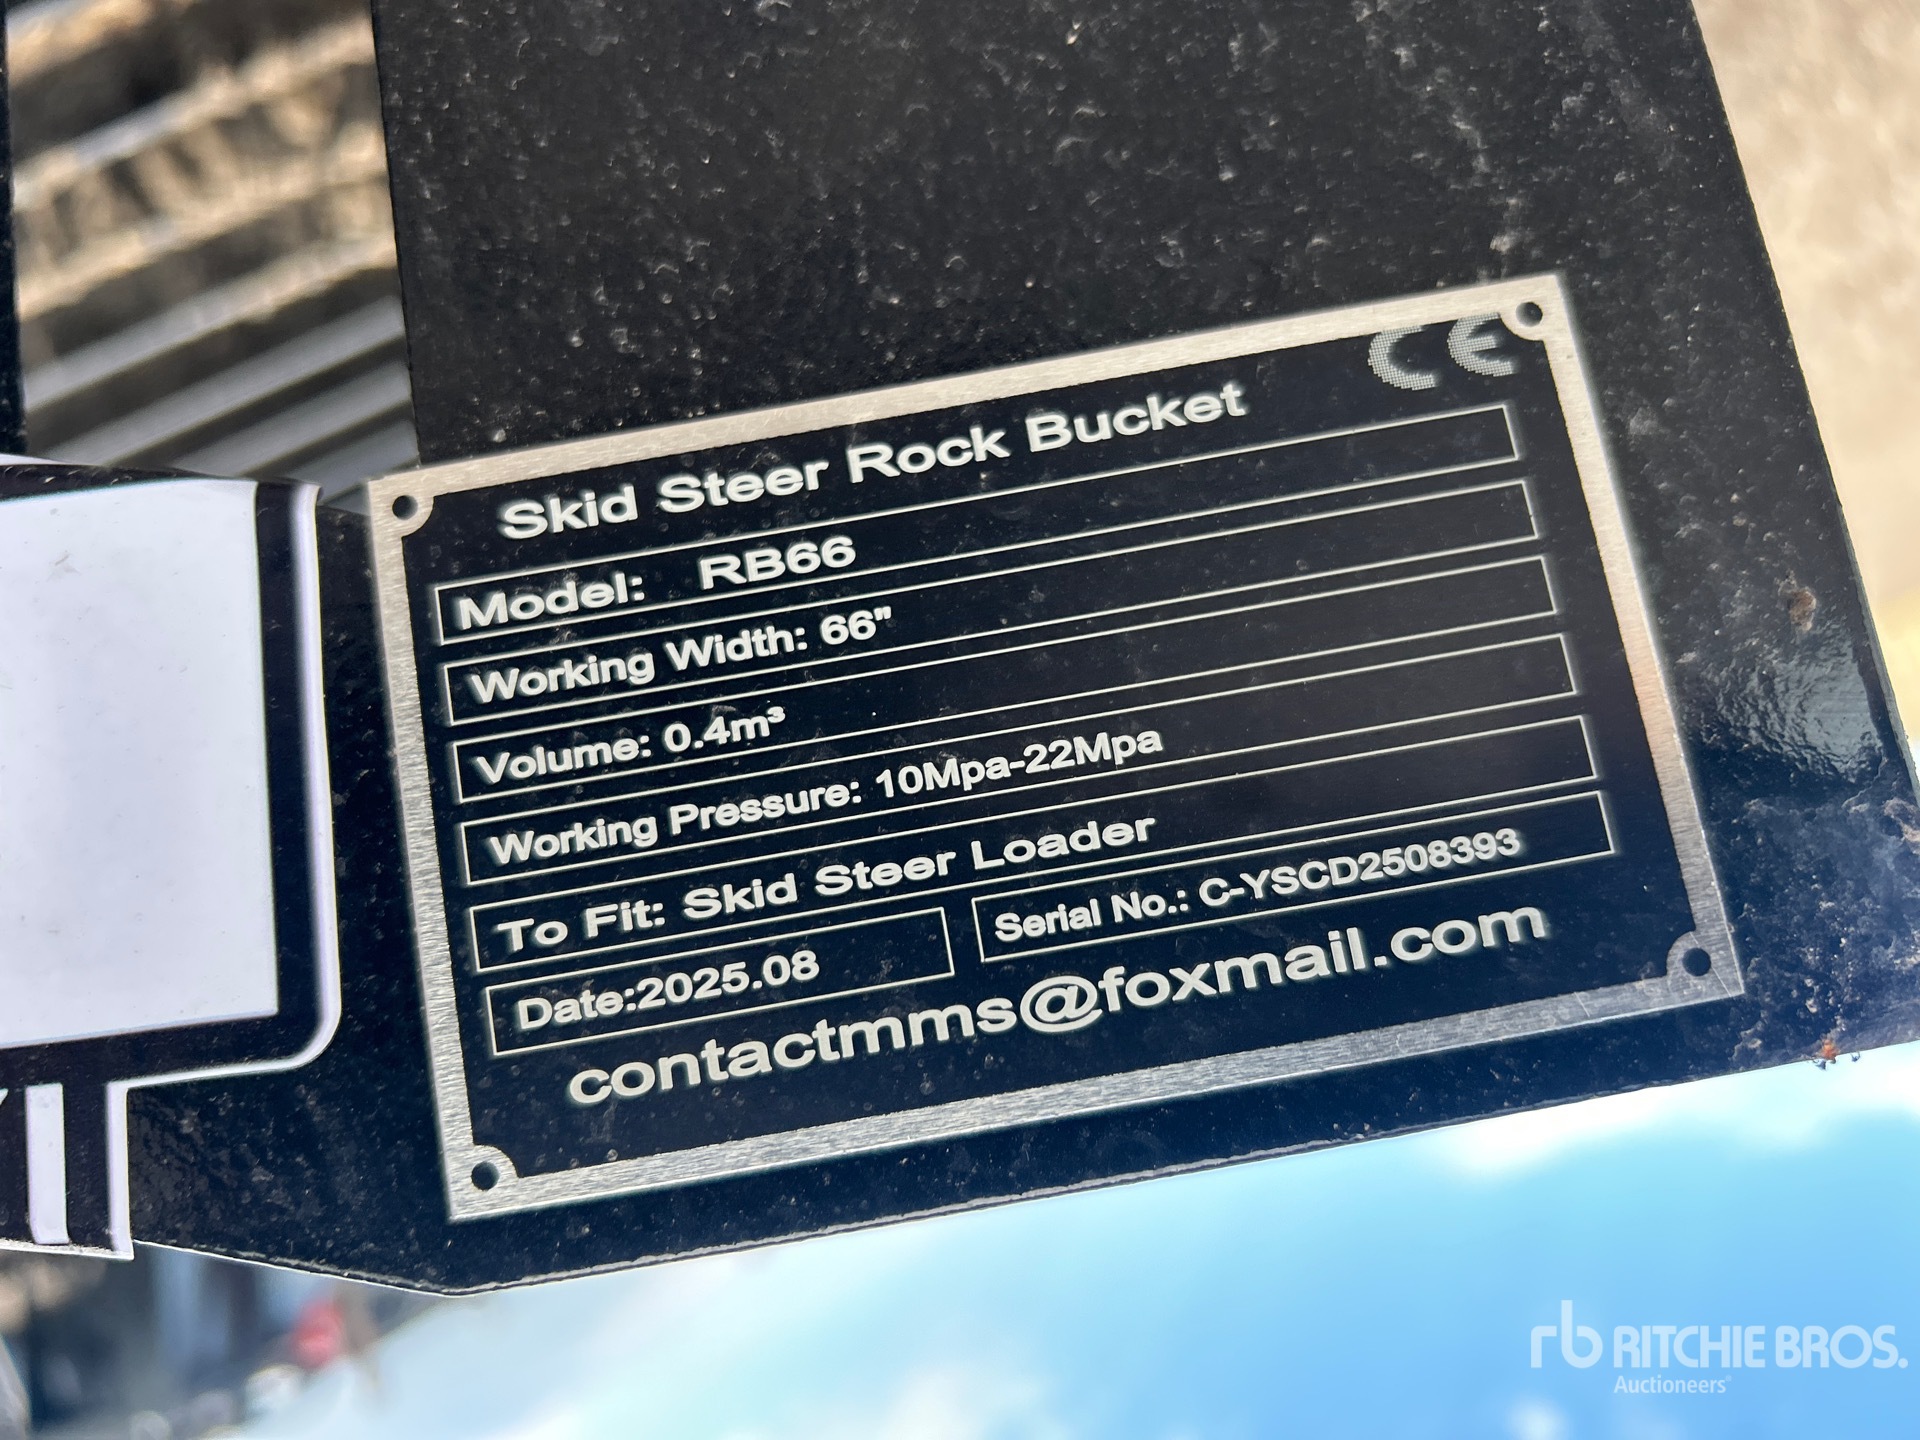 CE
Skid Steer Rock Bucket
Model: RB66
Working Width: 66"
Volume: 0.4m³
Working Pressure: 10Mpa-22Mpa
To Fit: Skid Steer Loader
Date:2025.08 Serial No.: C-YSCD2508393
contactmms@foxmail.com
rb RITCHIE BROS.
Auctioneers